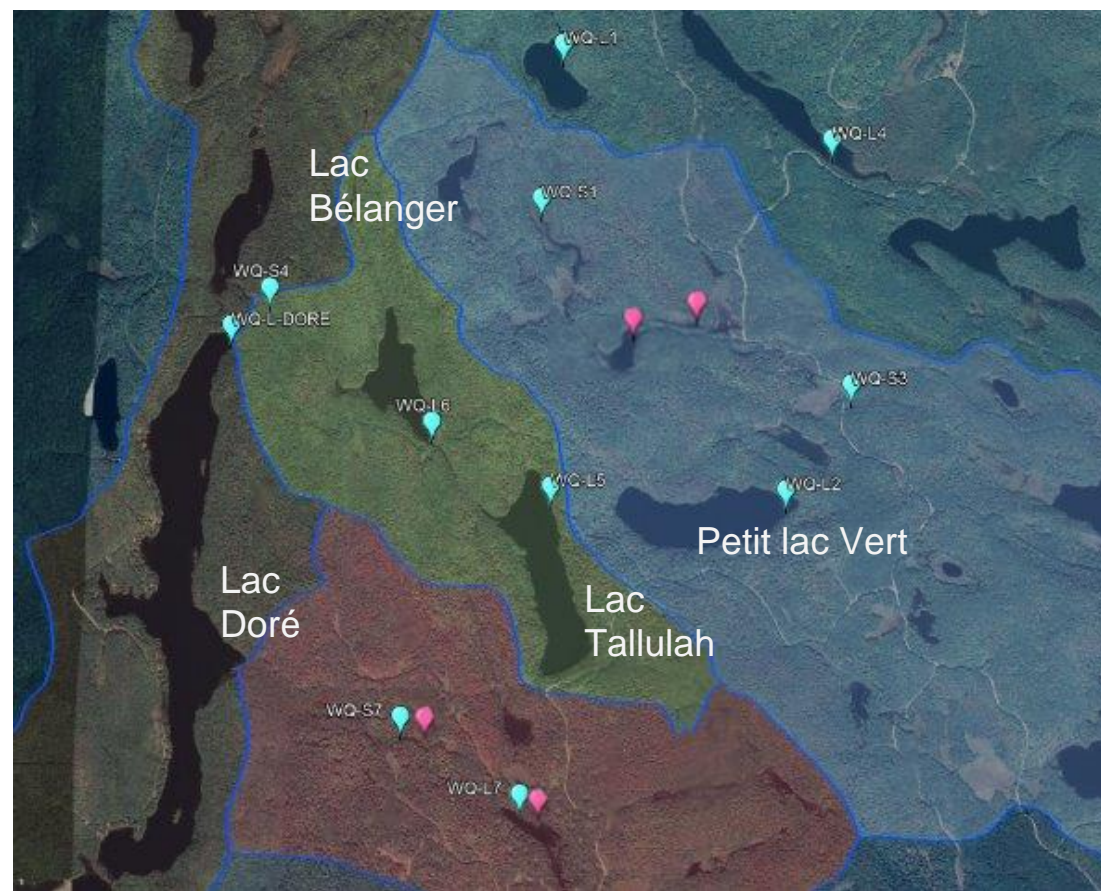 WQ-L1
WQ-L4
Lac
Bélanger
WQ-S1
WQ-S4
WQ-L-DORE
WQ-S3
WQ-L6
WQ-L5
WQ-L2
Petit lac Vert
Lac
Doré
Lac
Tallulah
WQ-S7
WQ-L7